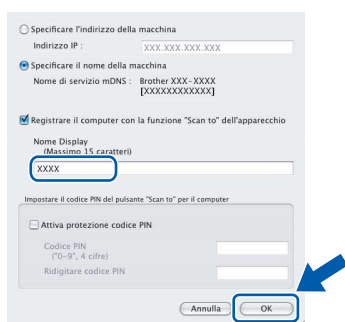 Specificare l'indirizzo della macchina
Indirizzo IP : XXX.XXX.XXX.XXX
Specificare il nome della macchina
Nome di servizio mDNS : Brother XXX-XXXX
[XXXXXXXXXXXX]
Registrare il computer con la funzione "Scan to" dell'apparecchio
Nome Display
(Massimo 15 caratteri)
XXXX
Impostare il codice PIN del pulsante "Scan to" per il computer
Attiva protezione codice PIN
Codice PIN
("0-9", 4 cifre)
Ridigitare codice PIN
Annulla OK